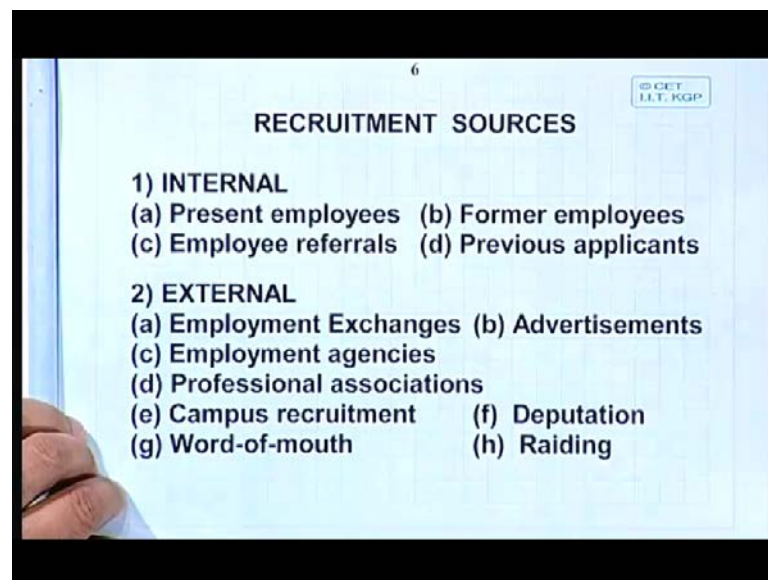 6
© CET
I.I.T. KGP
RECRUITMENT SOURCES
1) INTERNAL
(a) Present employees (b) Former employees
(c) Employee referrals (d) Previous applicants
2) EXTERNAL
(a) Employment Exchanges (b) Advertisements
(c) Employment agencies
(d) Professional associations
(e) Campus recruitment (f) Deputation
(g) Word-of-mouth (h) Raiding